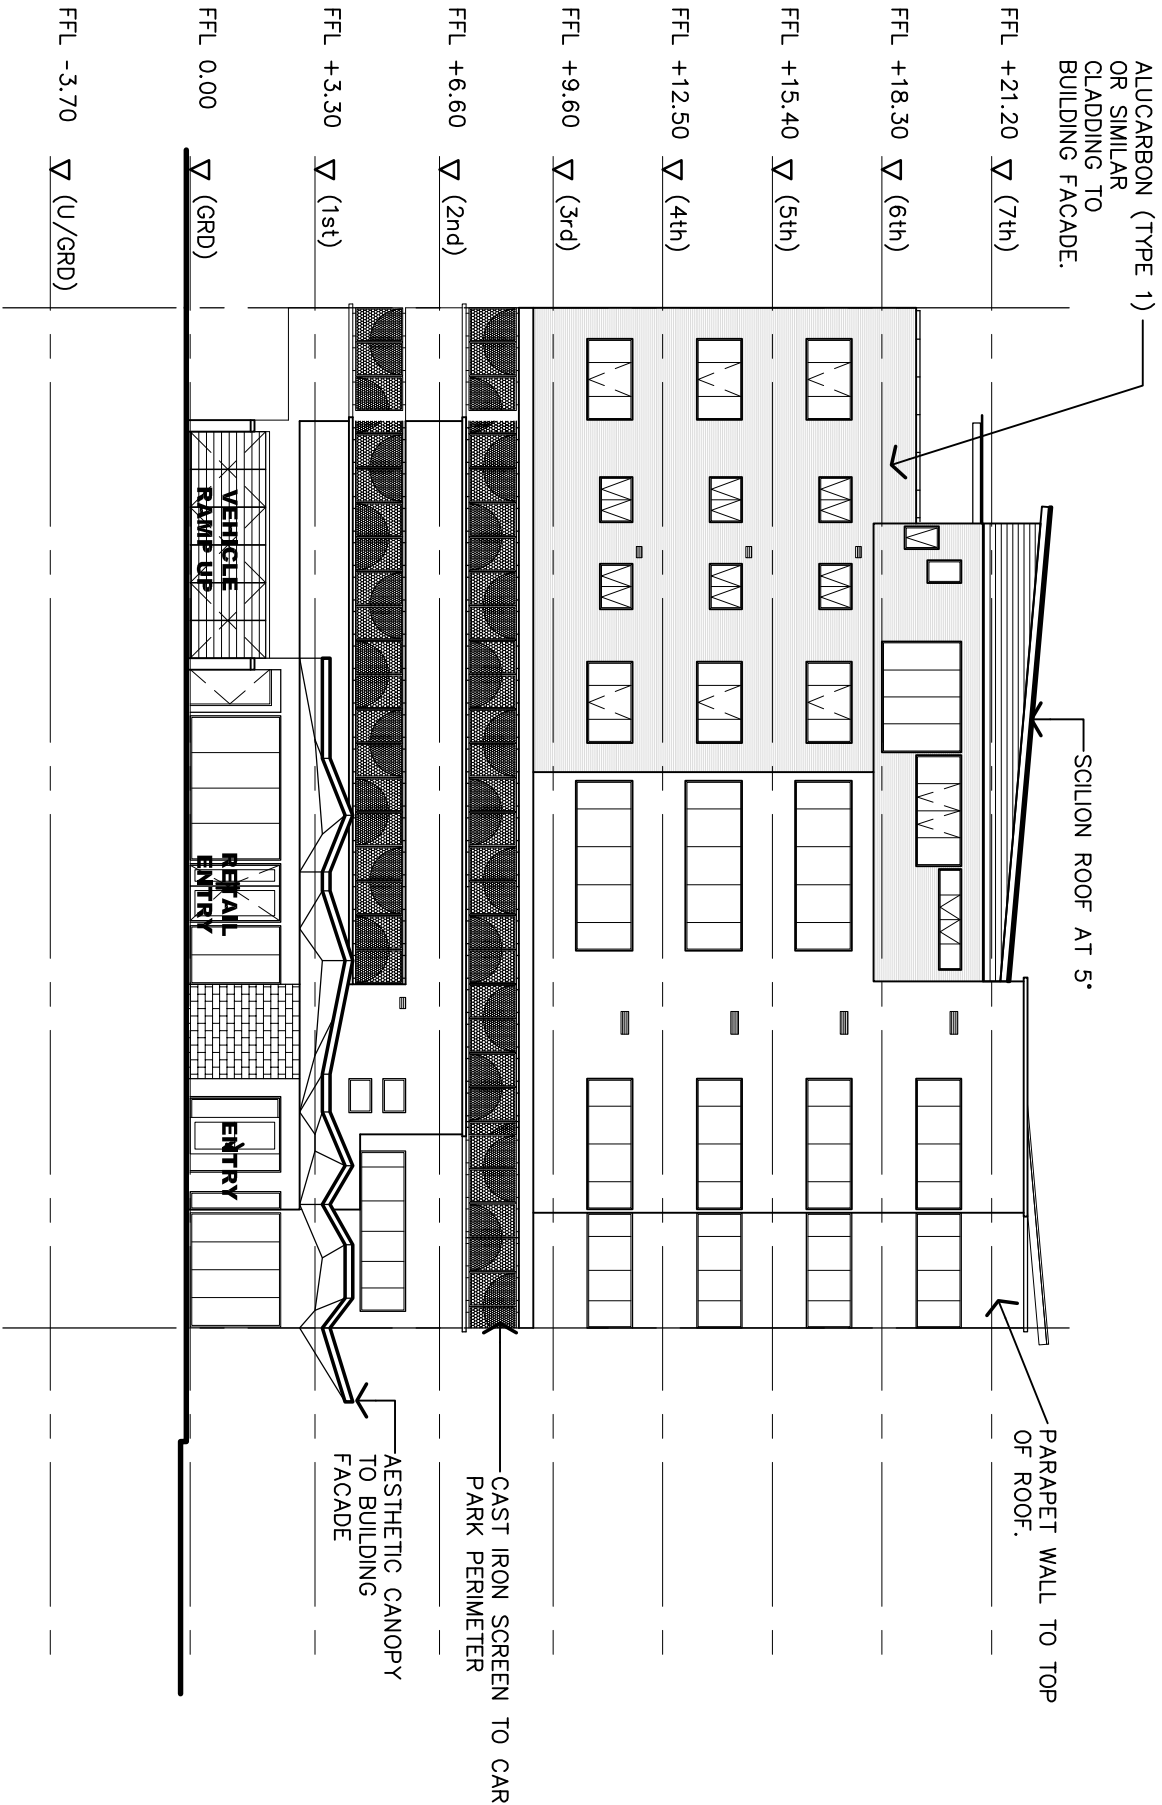 ALUCARBON (TYPE 1)
OR SIMILAR
CLADDING TO
BUILDING FACADE.
SCILION ROOF AT 5°
PARAPET WALL TO TOP
OF ROOF.
FFL +21.20 (7th)
FFL +18.30 (6th)
FFL +15.40 (5th)
FFL +12.50 (4th)
FFL +9.60 (3rd)
FFL +6.60 (2nd)
FFL +3.30 (1st)
FFL 0.00 (GRD)
FFL -3.70 (U/GRD)
CAST IRON SCREEN TO CAR
PARK PERIMETER
AESTHETIC CANOPY
TO BUILDING
FACADE
VEHICLE
RAMP UP
RETAIL
ENTRY
ENTRY